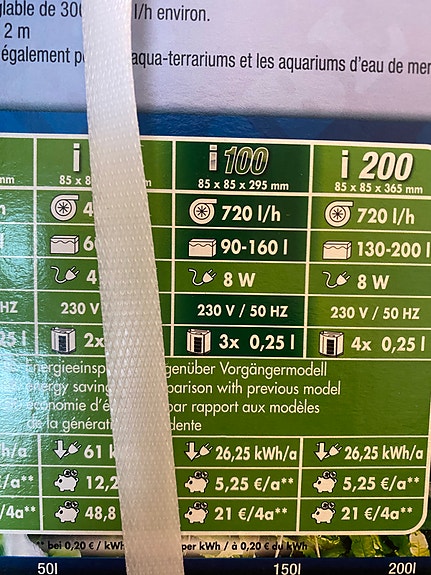 glable de 300 l/h environ.
2 m
également aqua-terrariums et les aquariums d'eau de mer
i i 100 i 200
mm 85 x m 85 x 85 x 295 mm 85 x 85 x 365 mm
720 l/h 720 l/h
90-160 l 130-200 l
4 8 W 8 W
HZ 230 V 230 V / 50 HZ 230 V / 50 HZ
25 l 2x 3x 0,25 l 4x 0,25 l
Energieeinsp genüber Vorgängermodell
energy saving parison with previous model
économie d'é par rapport aux modèles
de la générati dente
Wh/a 61 26,25 kWh/a 26,25 kWh/a
€/a** 12,2 5,25 €/a** 5,25 €/a**
/4a** 48,8 21 €/4a** 21 €/4a**
** bei 0,20 € / kWh per kWh / à 0,20 € du kWh
50l 150l 200l